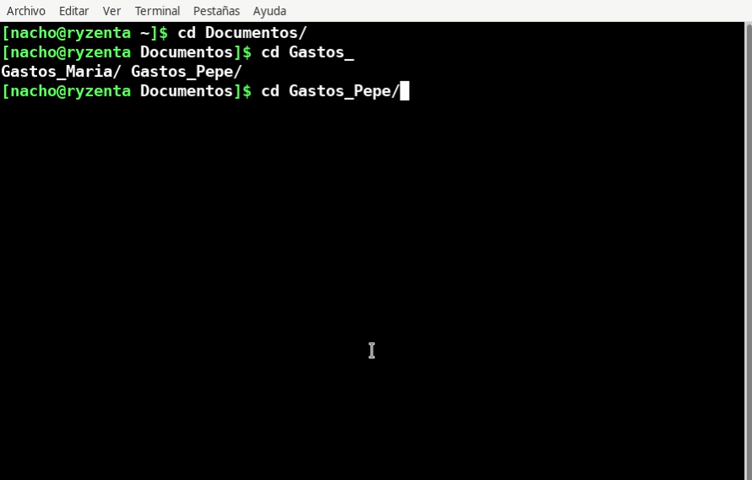 Archivo Editar Ver Terminal Pestañas Ayuda
[nacho@ryzenta ~]$ cd Documentos/
[nacho@ryzenta Documentos]$ cd Gastos_
Gastos_Maria/ Gastos_Pepe/
[nacho@ryzenta Documentos]$ cd Gastos_Pepe/